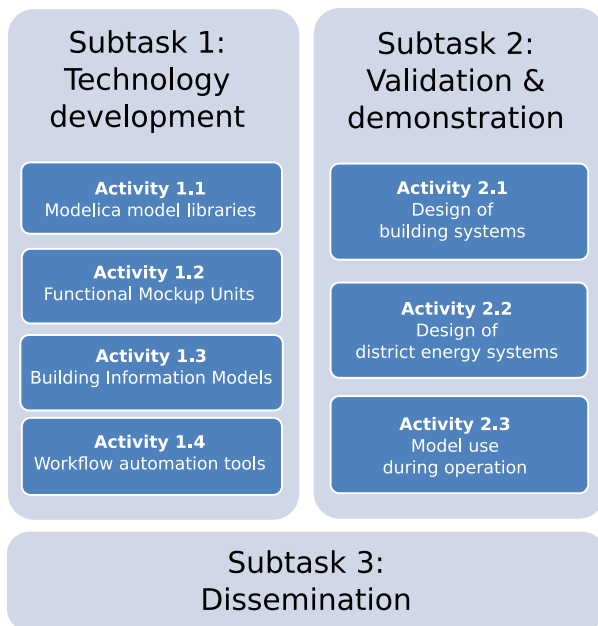 Subtask 1:
Technology
development
Activity 1.1
Modelica model libraries
Activity 1.2
Functional Mockup Units
Activity 1.3
Building Information Models
Activity 1.4
Workflow automation tools
Subtask 2:
Validation &
demonstration
Activity 2.1
Design of
building systems
Activity 2.2
Design of
district energy systems
Activity 2.3
Model use
during operation
Subtask 3:
Dissemination